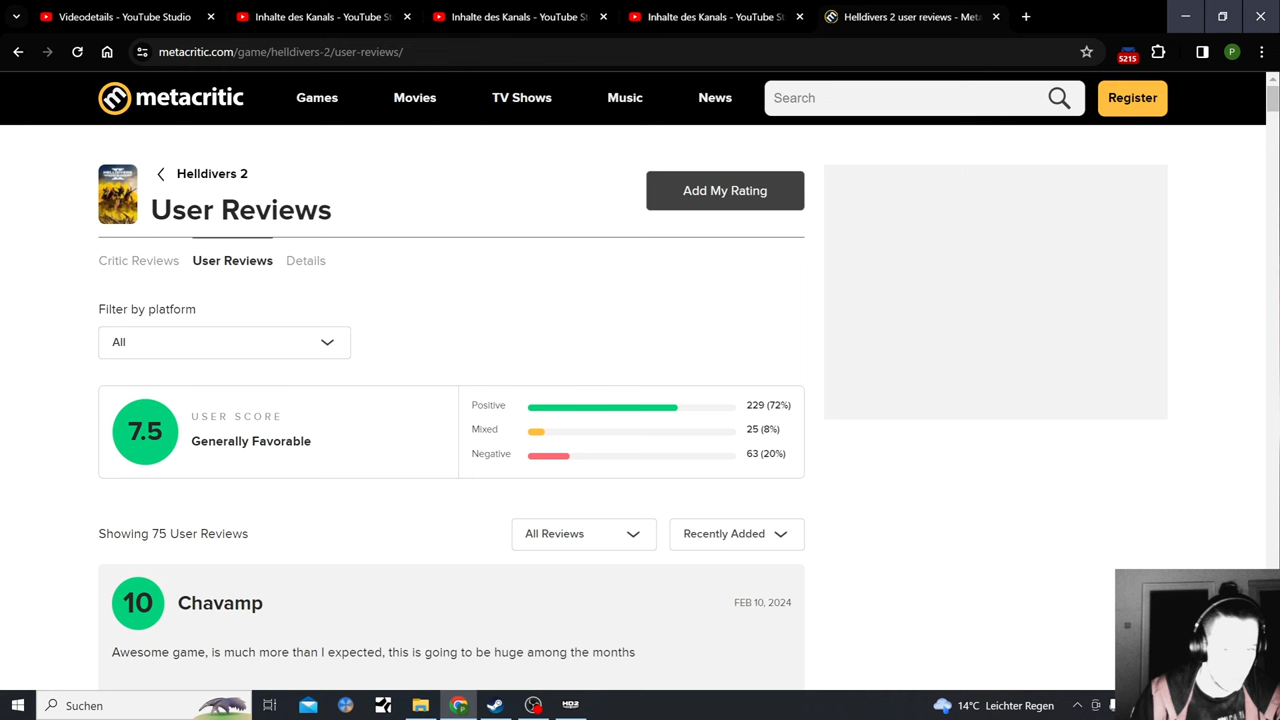 Videodetails - YouTube Studio
Inhalte des Kanals - YouTube St
Inhalte des Kanals - YouTube St
Inhalte des Kanals - YouTube St
Helldivers 2 user reviews - Meta
metacritic.com/game/helldivers-2/user-reviews/
5215
P
metacritic
Games
Movies
TV Shows
Music
News
Search
Register
Helldivers 2
User Reviews
Add My Rating
Critic Reviews
User Reviews
Details
Filter by platform
All
7.5
USER SCORE
Generally Favorable
Positive
229 (72%)
Mixed
25 (8%)
Negative
63 (20%)
Showing 75 User Reviews
All Reviews
Recently Added
10
Chavamp
FEB 10, 2024
Awesome game, is much more than I expected, this is going to be huge among the months
Suchen
HD2
14°C Leichter Regen